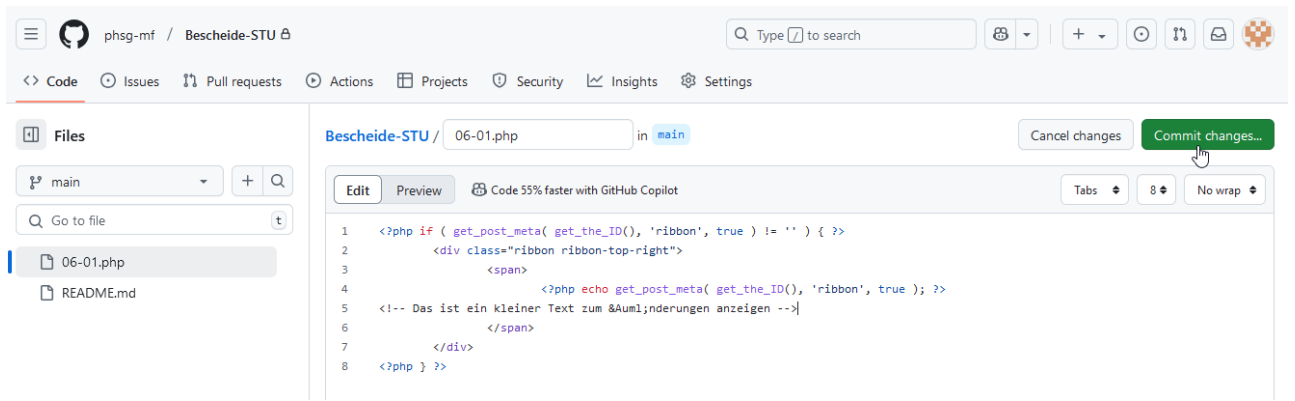 phsg-mf / Bescheide-STU
Type / to search
Code Issues Pull requests Actions Projects Security Insights Settings
Files
Bescheide-STU / 06-01.php in main
Cancel changes Commit changes...
main
Go to file t
06-01.php
README.md
Edit Preview Code 55% faster with GitHub Copilot
Tabs 8 No wrap
1 <?php if ( get_post_meta( get_the_ID(), 'ribbon', true ) != '' ) { ?>
2 <div class="ribbon ribbon-top-right">
3 <span>
4 <?php echo get_post_meta( get_the_ID(), 'ribbon', true ); ?>
5 <!-- Das ist ein kleiner Text zum &Auml;nderungen anzeigen -->
6 </span>
7 </div>
8 <?php } ?>